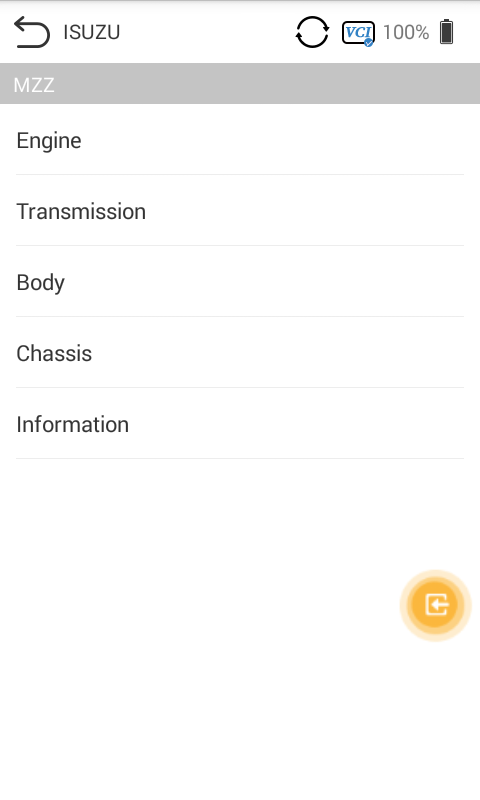 ISUZU VCI 100%
MZZ
Engine
Transmission
Body
Chassis
Information